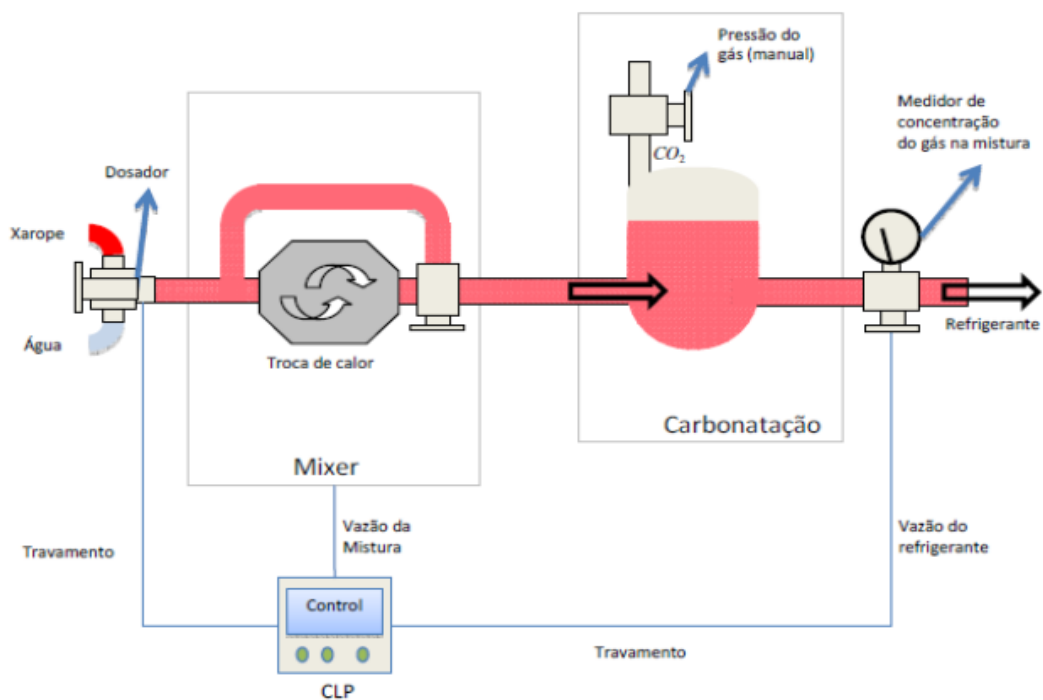 Pressão do
gás (manual)
Medidor de
concentração
do gás na mistura
CO₂
Dosador
Xarope
Água
Troca de calor
Refrigerante
Carbonatação
Mixer
Travamento
Vazão da
Mistura
Vazão do
refrigerante
Control
Travamento
CLP